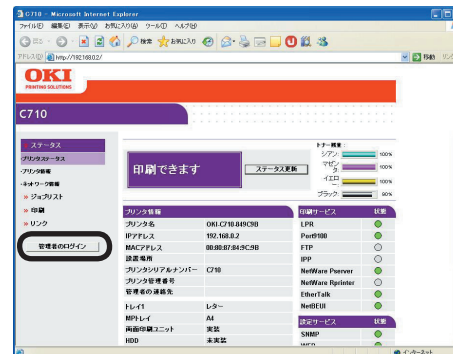 C710 - Microsoft Internet Explorer
ファイル(F) 編集(E) 表示(V) お気に入り(A) ツール(T) ヘルプ(H)
戻る 検索 お気に入り
アドレス(D) http://192.168.0.2/ 移動
OKI
PRINTING SOLUTIONS
C710
ステータス
プリンタステータス
・プリンタ情報
・ネットワーク情報
ジョブリスト
印刷
リンク
管理者のログイン
印刷できます
ステータス更新
トナー残量:
シアン: 100%
マゼンタ: 100%
イエロー: 100%
ブラック: 90%
プリンタ情報
プリンタ名 OKI-C710-849C9B
IPアドレス 192.168.0.2
MACアドレス 00:80:87:84:9C:9B
設置場所
プリンタシリアルナンバー C710
プリンタ管理番号
管理者の連絡先
トレイ1 レター
MPトレイ A4
両面印刷ユニット 実装
HDD 未実装
印刷サービス 状態
LPR
Port9100
FTP
IPP
NetWare Pserver
NetWare Rprinter
EtherTalk
NetBEUI
設定サービス 状態
SNMP
WEB
インターネット